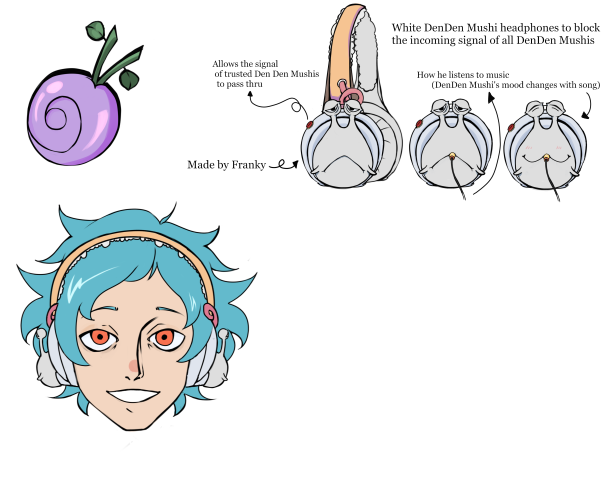 White DenDen Mushi headphones to block
the incoming signal of all DenDen Mushis
Allows the signal
of trusted Den Den Mushis
to pass thru
How he listens to music
(DenDen Mushi's mood changes with song)
Made by Franky